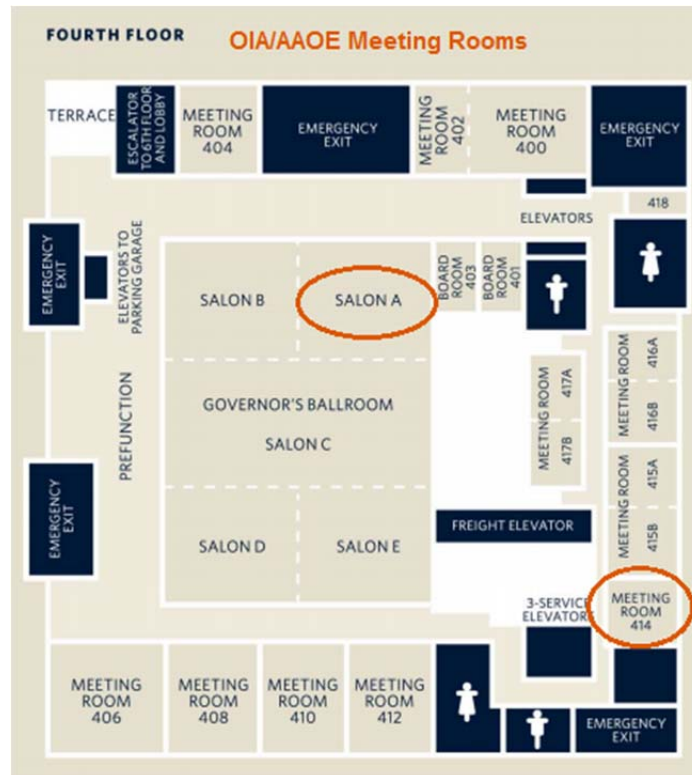 FOURTH FLOOR
OIA/AAOE Meeting Rooms
TERRACE
ESCALATOR
TO 6TH FLOOR
AND LOBBY
MEETING
ROOM
404
EMERGENCY
EXIT
MEETING
ROOM
402
MEETING
ROOM
400
EMERGENCY
EXIT
418
ELEVATORS
EMERGENCY
EXIT
ELEVATORS TO
PARKING GARAGE
SALON B
SALON A
BOARD
ROOM
403
BOARD
ROOM
401
MEETING ROOM
416A
416B
MEETING ROOM
417A
417B
PREFUNCTION
GOVERNOR'S BALLROOM
SALON C
MEETING ROOM
415A
415B
EMERGENCY
EXIT
SALON D
SALON E
FREIGHT ELEVATOR
3-SERVICE
ELEVATORS
MEETING
ROOM
414
MEETING
ROOM
406
MEETING
ROOM
408
MEETING
ROOM
410
MEETING
ROOM
412
EMERGENCY
EXIT